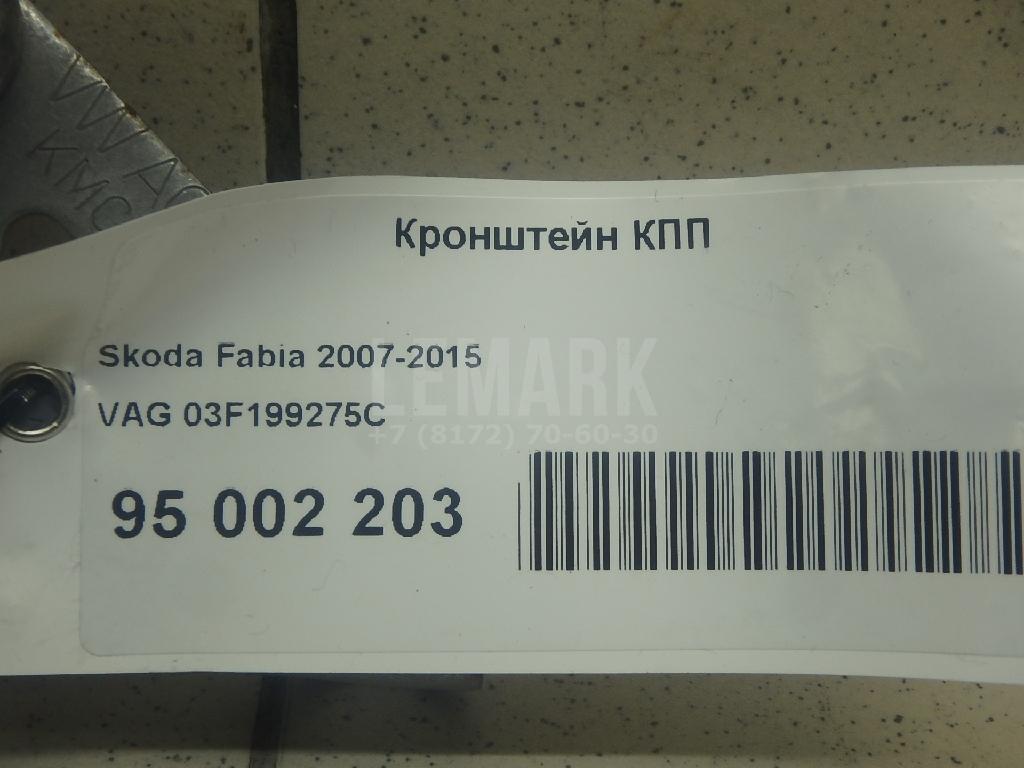 Кронштейн КПП
Skoda Fabia 2007-2015
VAG 03F199275C
95 002 203
LEMARK
+7 (8172) 70-60-30